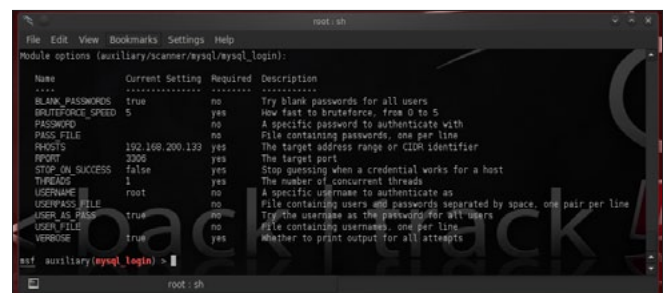 root : sh
File Edit View Bookmarks Settings Help
Module options (auxiliary/scanner/mysql/mysql_login):
Name Current Setting Required Description
---- --------------- -------- -----------
BLANK_PASSWORDS true no Try blank passwords for all users
BRUTEFORCE_SPEED 5 yes How fast to bruteforce, from 0 to 5
PASSWORD no A specific password to authenticate with
PASS_FILE no File containing passwords, one per line
RHOSTS 192.168.200.133 yes The target address range or CIDR identifier
RPORT 3306 yes The target port
STOP_ON_SUCCESS false yes Stop guessing when a credential works for a host
THREADS 1 yes The number of concurrent threads
USERNAME root no A specific username to authenticate as
USERPASS_FILE no File containing users and passwords separated by space, one pair per line
USER_AS_PASS true no Try the username as the password for all users
USER_FILE no File containing usernames, one per line
VERBOSE true yes Whether to print output for all attempts
<< back | track
msf auxiliary(mysql_login) >
root : sh